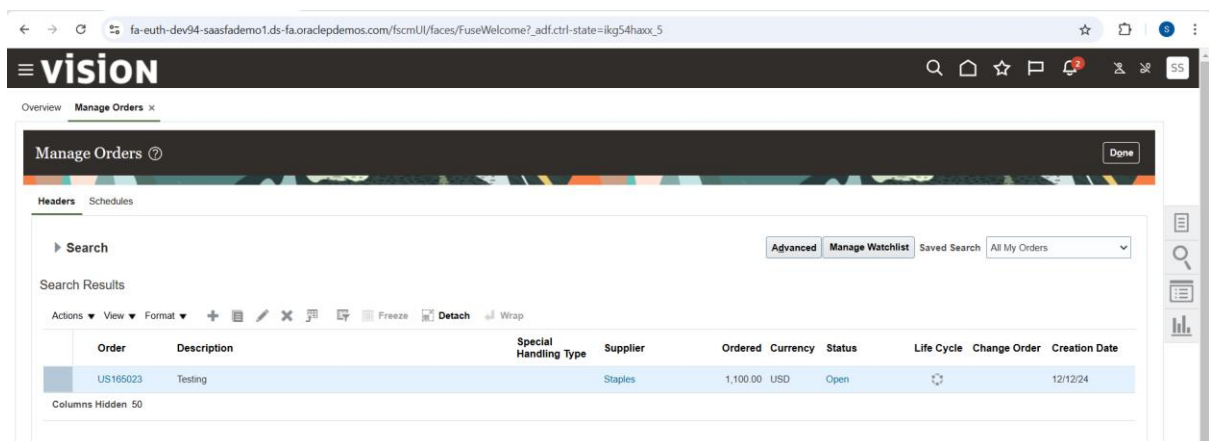 fa-euth-dev94-saasfademo1.ds-fa.oraclepdemos.com/fscmUI/faces/FuseWelcome?_adf.ctrl-state=ikg54haxx_5 S
VISION 2 SS
Overview Manage Orders ×
Manage Orders ? Done
Headers Schedules
Search Advanced Manage Watchlist Saved Search All My Orders
Search Results
Actions View Format Freeze Detach Wrap
Order Description Special Handling Type Supplier Ordered Currency Status Life Cycle Change Order Creation Date
US165023 Testing Staples 1,100.00 USD Open 12/12/24
Columns Hidden 50